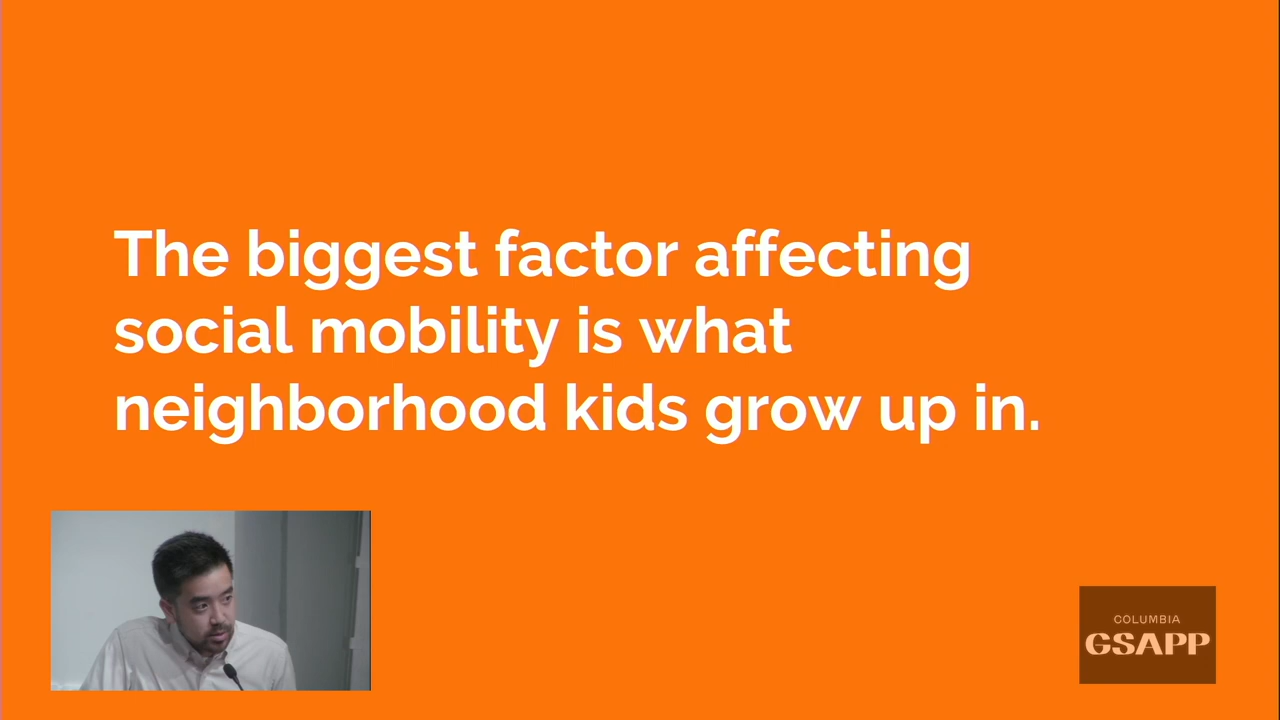 The biggest factor affecting
social mobility is what
neighborhood kids grow up in.
COLUMBIA
GSAPP